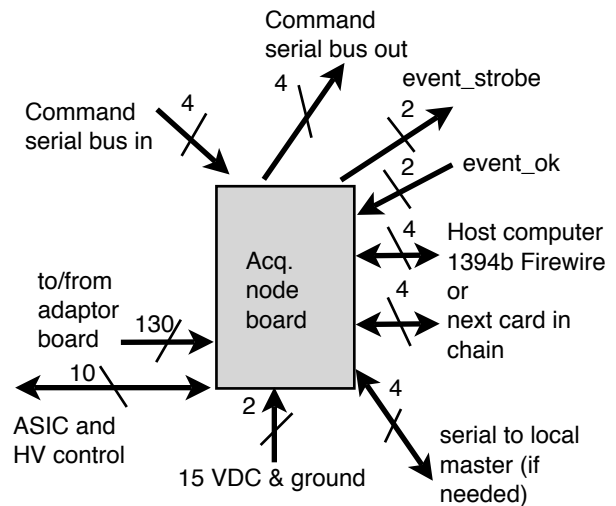 Command
serial bus out
4
event_strobe
4
Command
serial bus in
2
2
event_ok
4
Host computer
1394b Firewire
or
next card in
chain
Acq.
node
board
4
to/from
adaptor
board
130
10
ASIC and
HV control
2
15 VDC & ground
4
serial to local
master (if
needed)